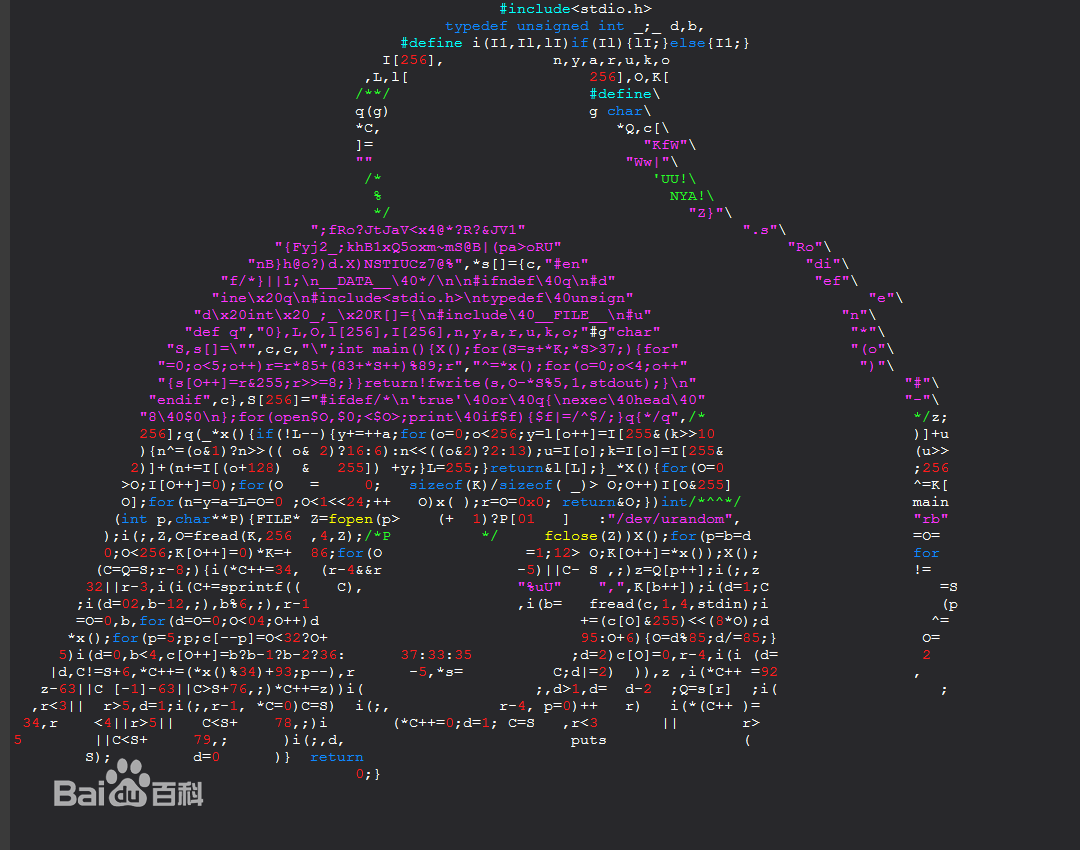 #include<stdio.h>
typedef unsigned int _;_ d,b,
#define i(I1,Il,lI)if(Il){lI;}else{I1;}
I[256], n,y,a,r,u,k,o
,L,l[ 256],O,K[
/**/ #define\
q(g) g char\
*C, *Q,c[\
]= "KfW"\
"" "Ww|"\
/* 'UU!\
% NYA!\
*/ "Z}"\
";fRo?JtJaV<x4@*?R?&JV1" ".s"\
"{Fyj2_;khB1xQ5oxm~mS@B|(pa>oRU" "Ro"\
"nB}h@o?)d.X)NSTIUCz7@%",*s[]={c,"#en" "di"\
"f/*}||1;\n__DATA__\40*/\n\n#ifndef\40q\n#d" "ef"\
"ine\x20q\n#include<stdio.h>\ntypedef\40unsign" "e"\
"d\x20int\x20_;_\x20K[]={\n#include\40__FILE__\n#u" "n"\
"def q","0},L,O,l[256],I[256],n,y,a,r,u,k,o;"#g"char" "*"\
"S,s[]=\"",c,c,"\";int main(){X();for(S=s+*K;*S>37;){for" "(o"\
"=0;o<5;o++)r=r*85+(83+*S++)%89;r","^=*x();for(o=0;o<4;o++" ")"\
"{s[O++]=r&255;r>>=8;}}return!fwrite(s,O-*S%5,1,stdout);}\n" "#"\
"endif",c},S[256]="#ifdef/*\n'true'\40or\40q{\nexec\40head\40" "-"\
"8\40$0\n};for(open$O,$0;<$O>;print\40if$f){$f|=/^$/;}q{*/q",/* */z;
256];q(_*x(){if(!L--){y+=++a;for(o=0;o<256;y=l[o++]=I[255&(k>>10 )]+u
){n^=(o&1)?n>>(( o& 2)?16:6):n<<((o&2)?2:13);u=I[o];k=I[o]=I[255& (u>>
2)]+(n+=I[(o+128) & 255]) +y;}L=255;}return&l[L];}_*X(){for(O=0 ;256
>O;I[O++]=0);for(O = 0; sizeof(K)/sizeof( _)> O;O++)I[O&255] ^=K[
O];for(n=y=a=L=O=0 ;O<1<<24;++ O)x( );r=O=0x0; return&O;})int/*^^*/ main
(int p,char**P){FILE* Z=fopen(p> (+ 1)?P[01 ] :"/dev/urandom", "rb"
);i(;,Z,O=fread(K,256 ,4,Z);/*P */ fclose(Z))X();for(p=b=d =O=
0;O<256;K[O++]=0)*K=+ 86;for(O =1;12> O;K[O++]=*x());X(); for
(C=Q=S;r-8;){i(*C++=34, (r-4&&r -5)||C- S ,;)z=Q[p++];i(;,z !=
32||r-3,i(i(C+=sprintf(( C), "%uU" ",",K[b++]);i(d=1;C =S
;i(d=02,b-12,;),b%6,;),r-1 ,i(b= fread(c,1,4,stdin);i (p
=O=0,b,for(d=O=0;O<04;O++)d +=(c[O]&255)<<(8*O);d ^=
*x();for(p=5;p;c[--p]=O<32?O+ 95:O+6){O=d%85;d/=85;} O=
5)i(d=0,b<4,c[O++]=b?b-1?b-2?36: 37:33:35 ;d=2)c[O]=0,r-4,i(i (d= 2
|d,C!=S+6,*C++=(*x()%34)+93;p--),r -5,*s= C;d|=2) )),z ,i(*C++ =92 ,
z-63||C [-1]-63||C>S+76,;)*C++=z))i( ;,d>1,d= d-2 ;Q=s[r] ;i( ;
,r<3|| r>5,d=1;i(;,r-1, *C=0)C=S) i(;, r-4, p=0)++ r) i(*(C++ )=
34,r <4||r>5|| C<S+ 78,;)i (*C++=0;d=1; C=S ,r<3 || r>
5 ||C<S+ 79,; )i(;,d, puts (
S); d=0 )} return
0;}
Baidu百科